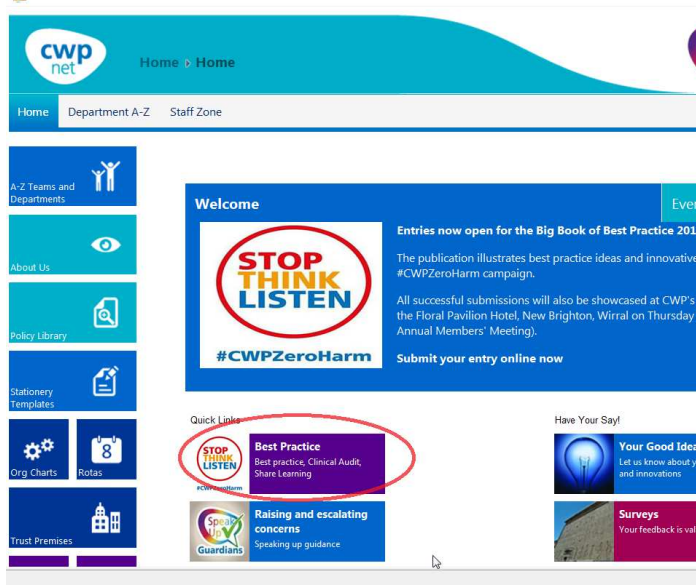 cwp
net
Home Home
Home Department A-Z Staff Zone
A-Z Teams and
Departments
About Us
Policy Library
Stationery
Templates
Org Charts
8
Rotas
Trust Premises
Welcome
Even
STOP
THINK
LISTEN
#CWPZeroHarm
Entries now open for the Big Book of Best Practice 201
The publication illustrates best practice ideas and innovative
#CWPZeroHarm campaign.
All successful submissions will also be showcased at CWP's
the Floral Pavilion Hotel, New Brighton, Wirral on Thursday
Annual Members' Meeting).
Submit your entry online now
Quick Links
STOP
THINK
LISTEN
#CWPZeroHarm
Best Practice
Best practice, Clinical Audit,
Share Learning
Speak
Up
Guardians
Raising and escalating
concerns
Speaking up guidance
Have Your Say!
Your Good Idea
Let us know about y
and innovations
Surveys
Your feedback is val